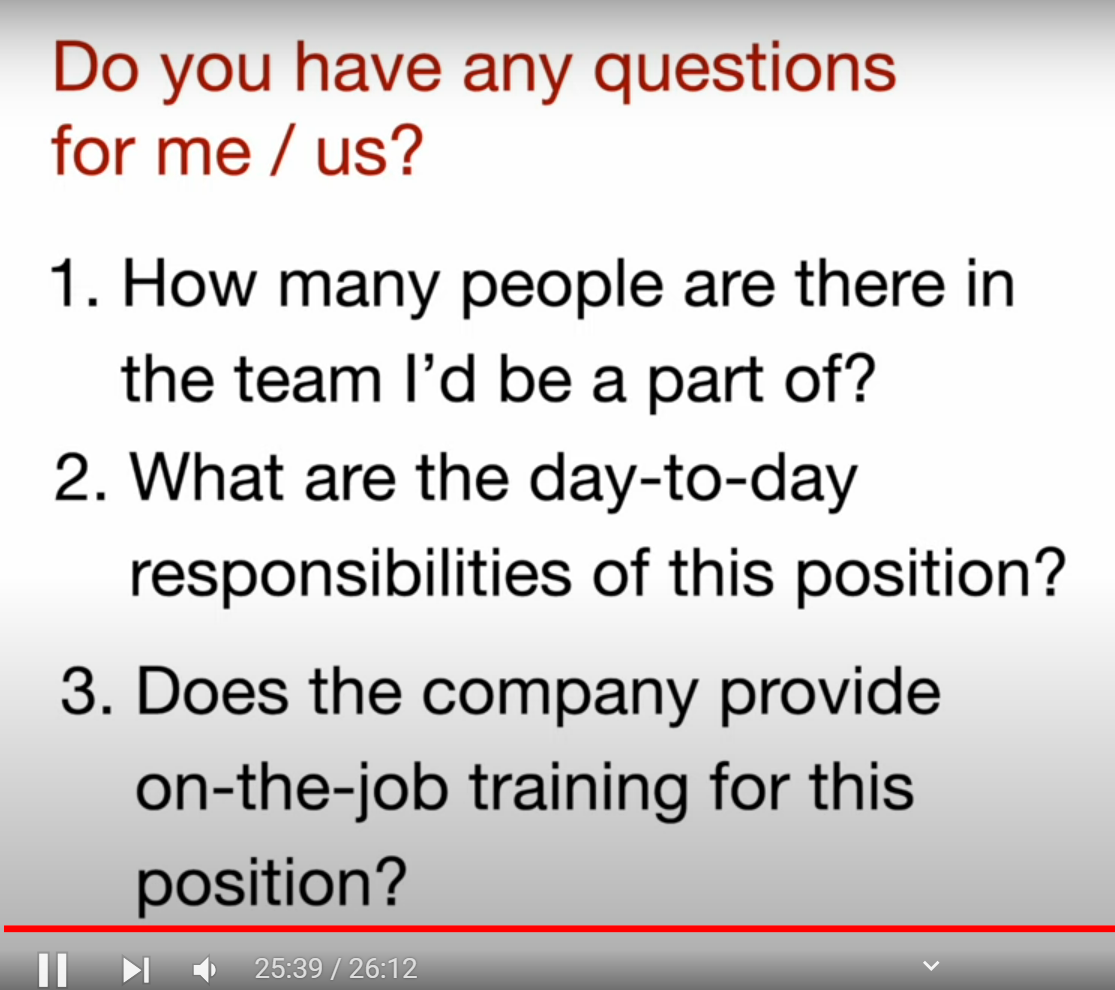 Do you have any questions
for me / us?
1. How many people are there in
the team I’d be a part of?
2. What are the day-to-day
responsibilities of this position?
3. Does the company provide
on-the-job training for this
position?
25:39 / 26:12